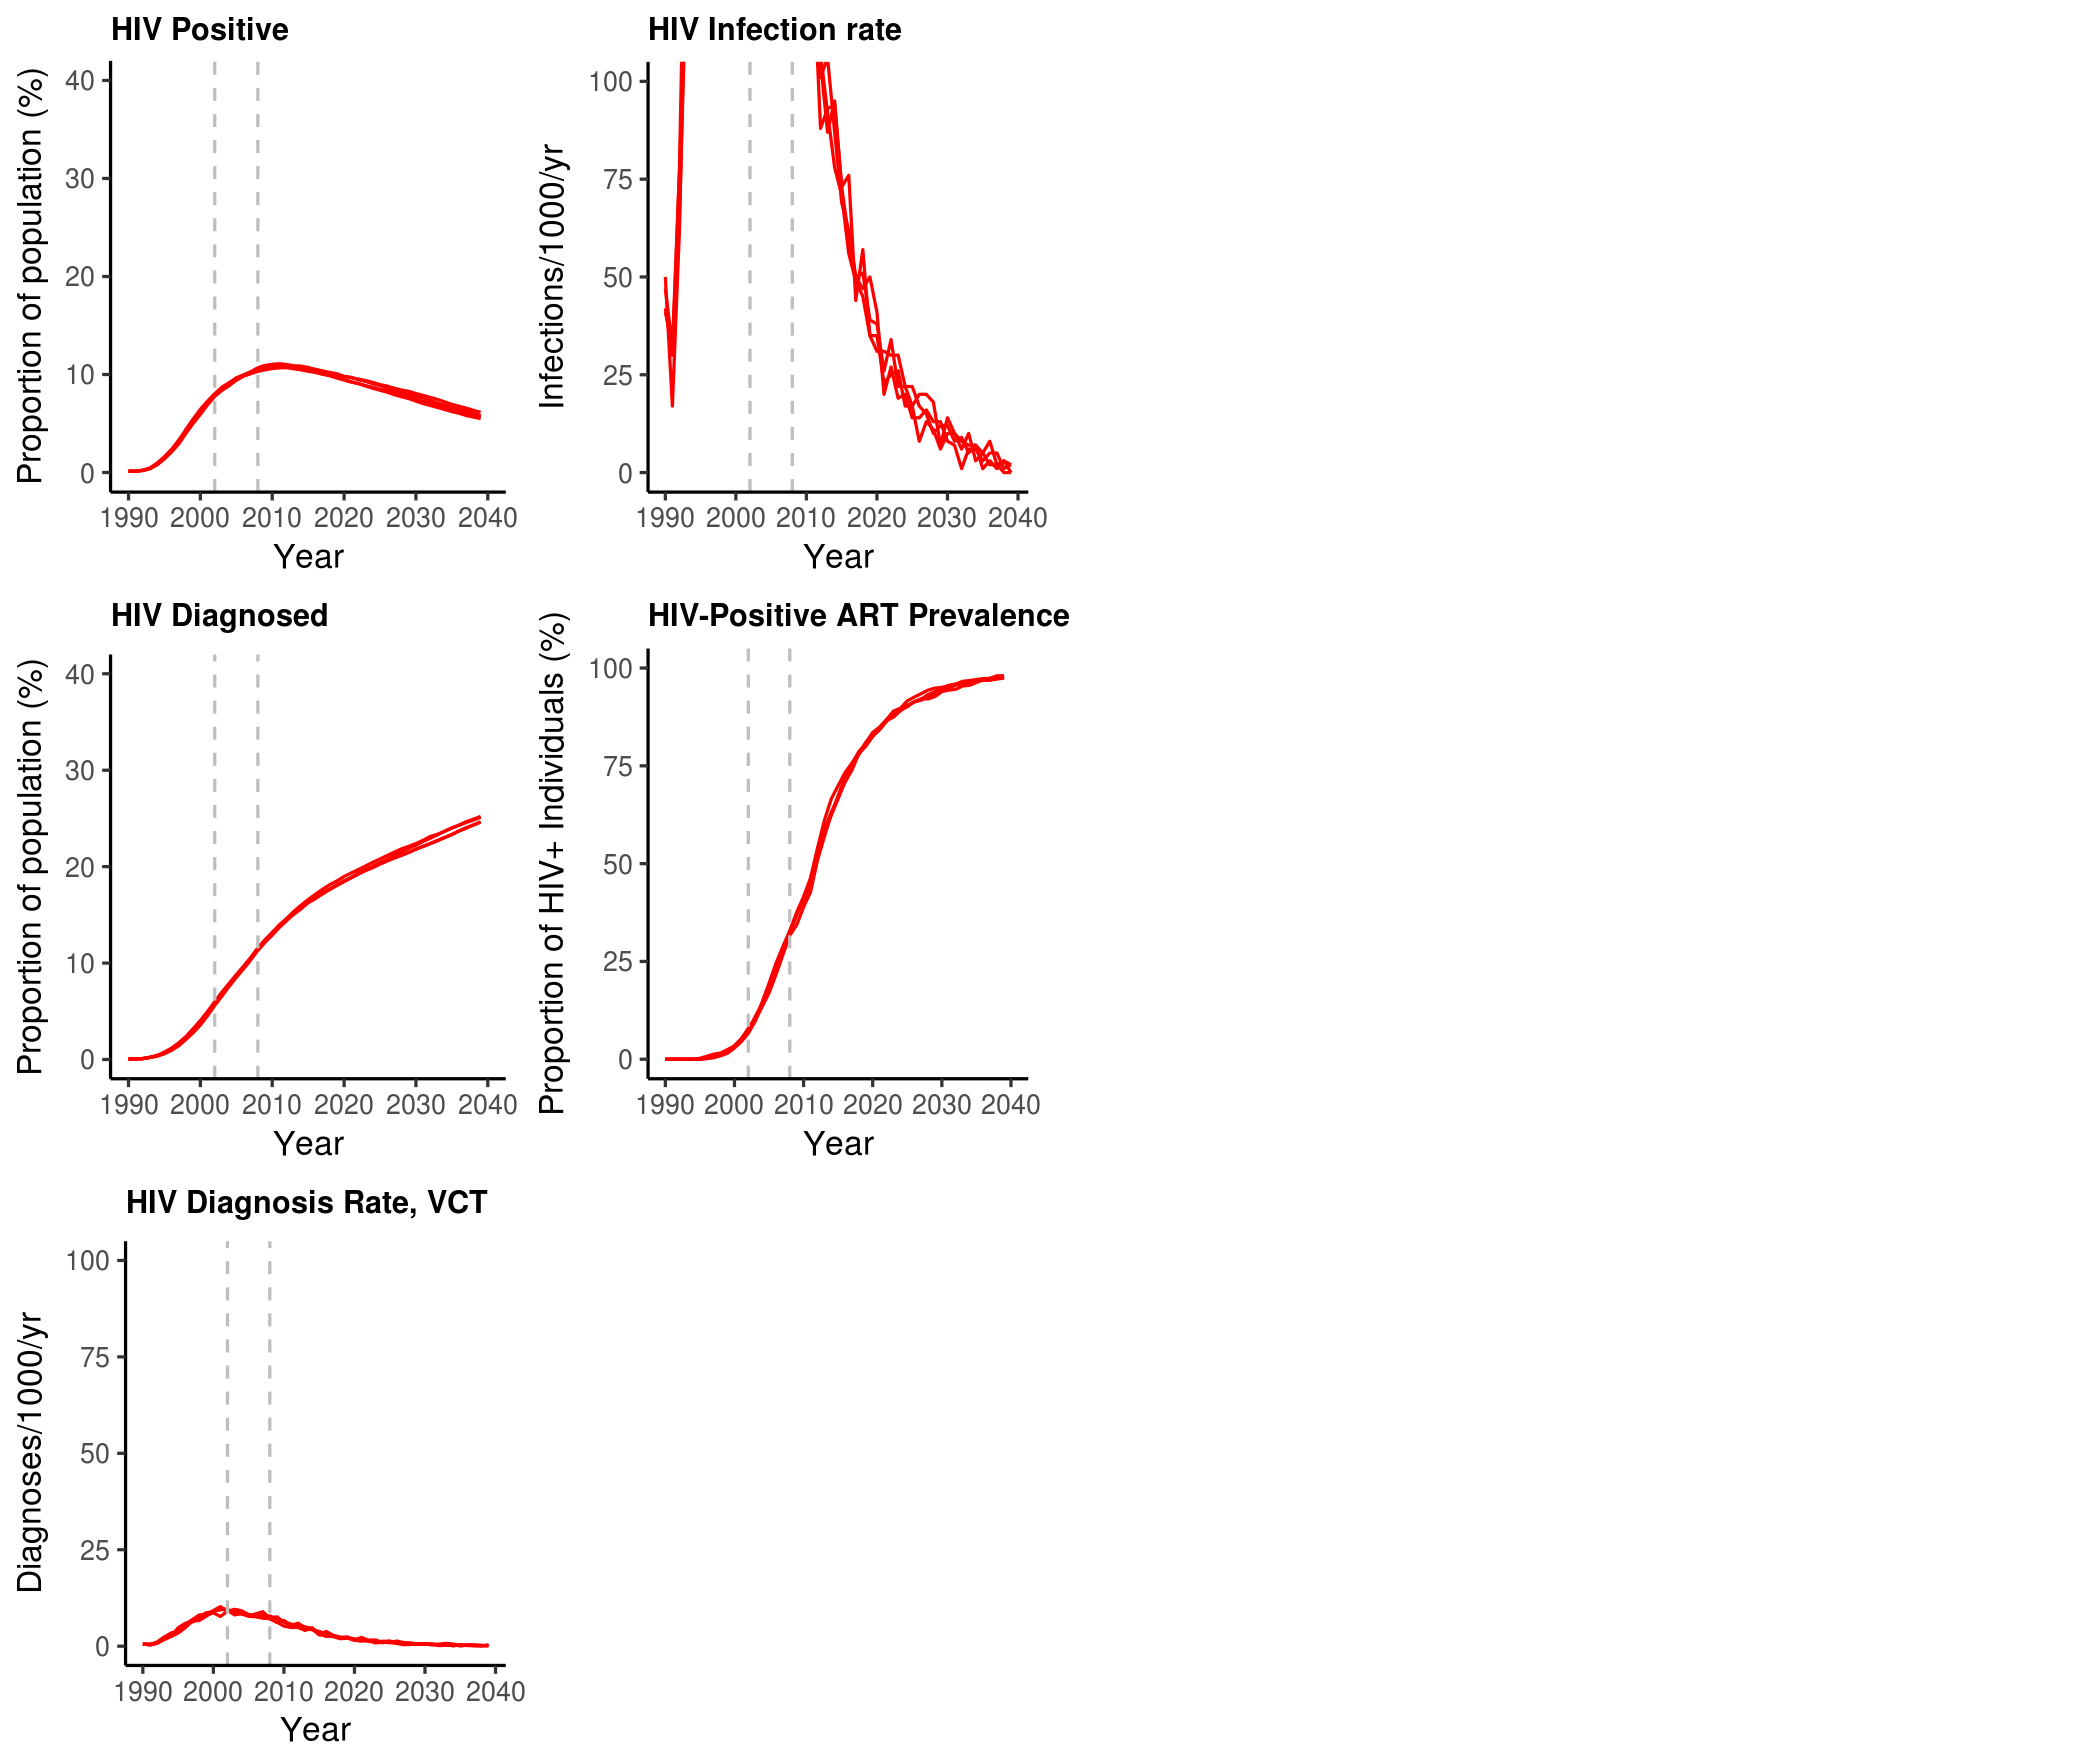 HIV Positive
Proportion of population (%)
40
30
20
10
0
1990 2000 2010 2020 2030 2040
Year
HIV Infection rate
Infections/1000/yr
100
75
50
25
0
1990 2000 2010 2020 2030 2040
Year
HIV Diagnosed
Proportion of population (%)
40
30
20
10
0
1990 2000 2010 2020 2030 2040
Year
HIV-Positive ART Prevalence
Proportion of HIV+ Individuals (%)
100
75
50
25
0
1990 2000 2010 2020 2030 2040
Year
HIV Diagnosis Rate, VCT
Diagnoses/1000/yr
100
75
50
25
0
1990 2000 2010 2020 2030 2040
Year